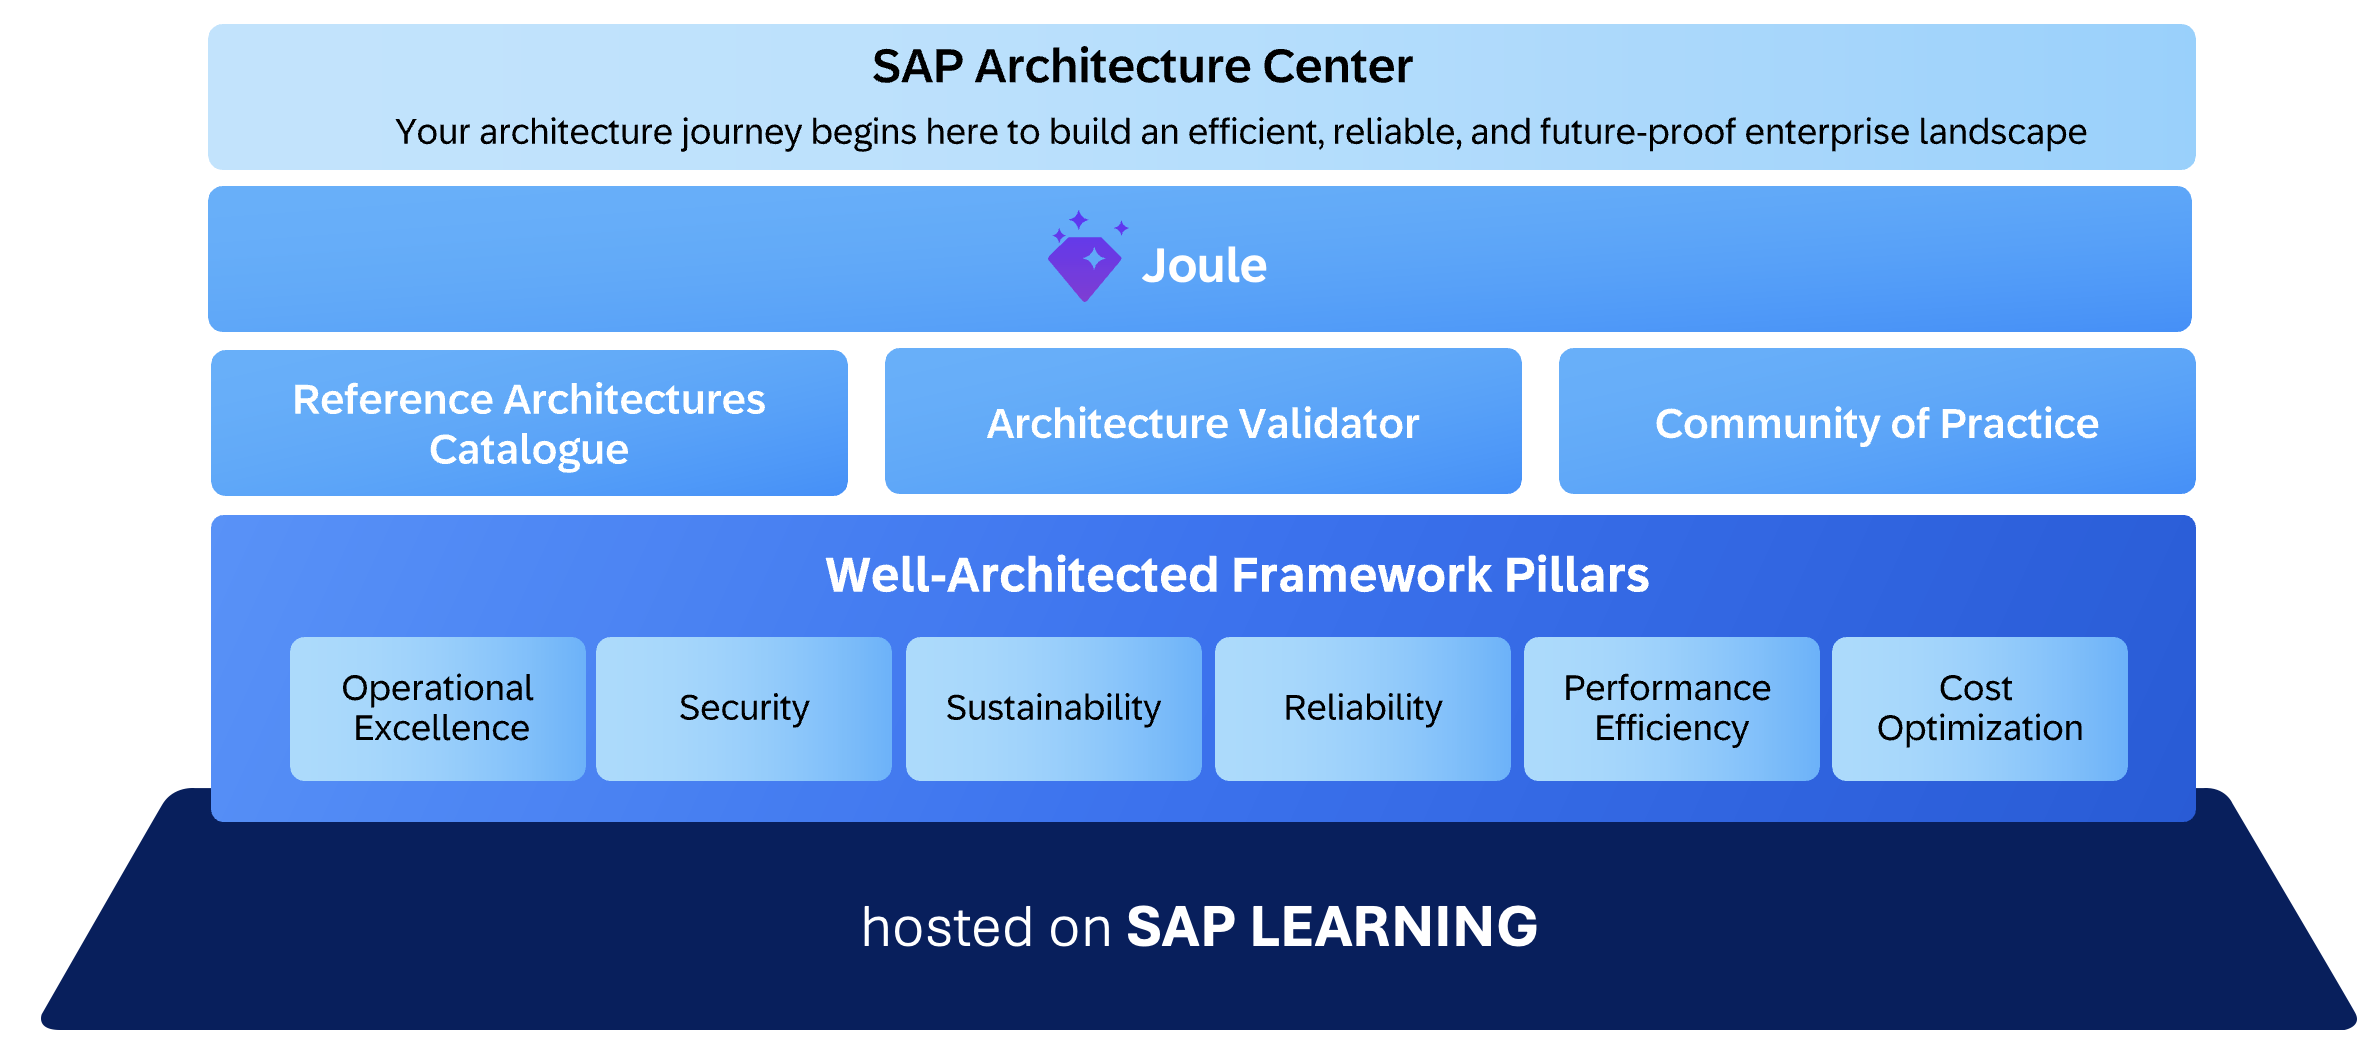 SAP Architecture Center
Your architecture journey begins here to build an efficient, reliable, and future-proof enterprise landscape
Joule
Reference Architectures
Catalogue
Architecture Validator
Community of Practice
Well-Architected Framework Pillars
Operational
Excellence
Security
Sustainability
Reliability
Performance
Efficiency
Cost
Optimization
hosted on SAP LEARNING